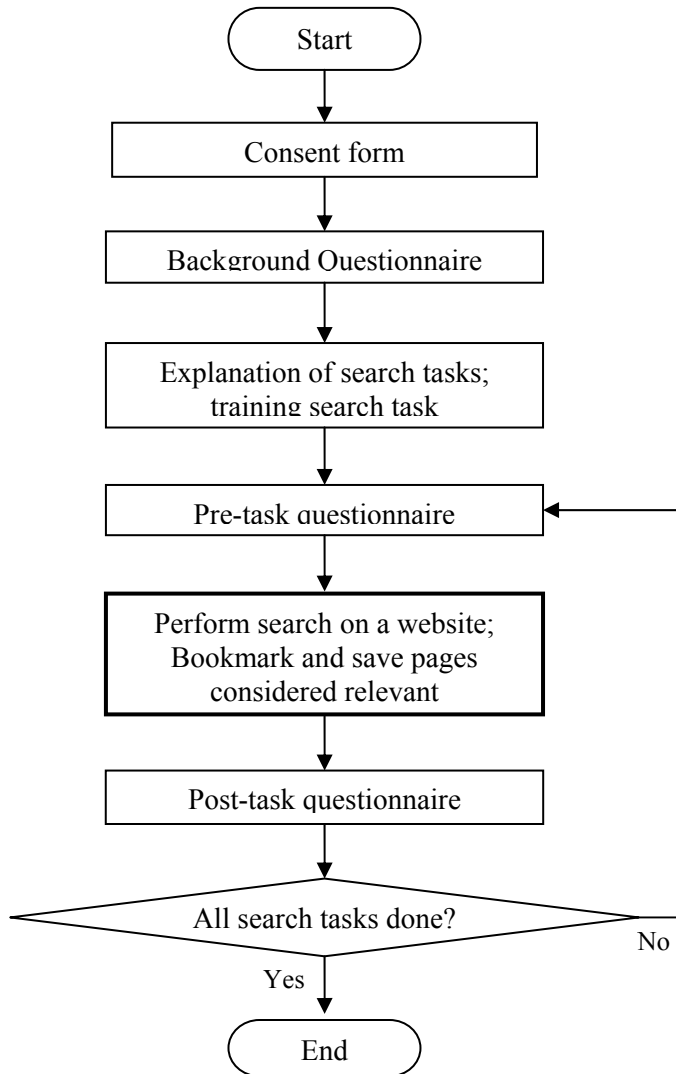 Start
Consent form
Background Questionnaire
Explanation of search tasks;
training search task
Pre-task questionnaire
Perform search on a website;
Bookmark and save pages
considered relevant
Post-task questionnaire
All search tasks done?
No
Yes
End